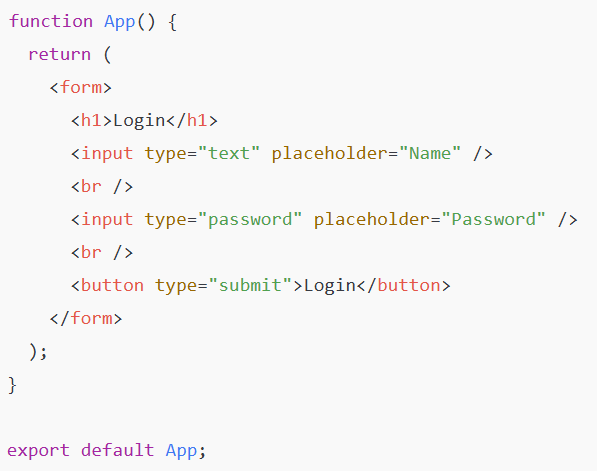 function App() {
  return (
    <form>
      <h1>Login</h1>
      <input type="text" placeholder="Name" />
      <br />
      <input type="password" placeholder="Password" />
      <br />
      <button type="submit">Login</button>
    </form>
  );
}

export default App;